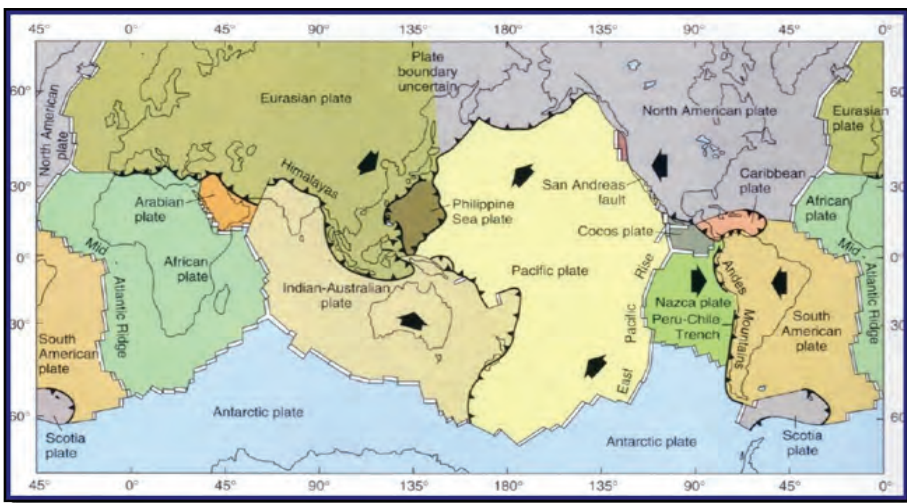 45° 0° 45° 90° 135° 180° 135° 90° 45° 0°
60°
30°
0°
30°
60°
North American
plate
Eurasian plate
Plate
boundary
uncertain
North American plate
Eurasian
plate
60°
30°
0°
30°
60°
Himalayas
Arabian
plate
Philippine
Sea plate
San Andreas
fault
Caribbean
plate
African
plate
Cocos plate
Mid
Atlantic Ridge
African
plate
Indian-Australian
plate
Pacific plate
East Pacific Rise
Nazca plate
Peru-Chile
Trench
Andes
Mountains
South
American
plate
Mid -
Atlantic Ridge
South
American
plate
Scotia
plate
Antarctic plate
Antarctic plate
Scotia
plate
45° 0° 45° 90° 135° 180° 135° 90° 45° 0°